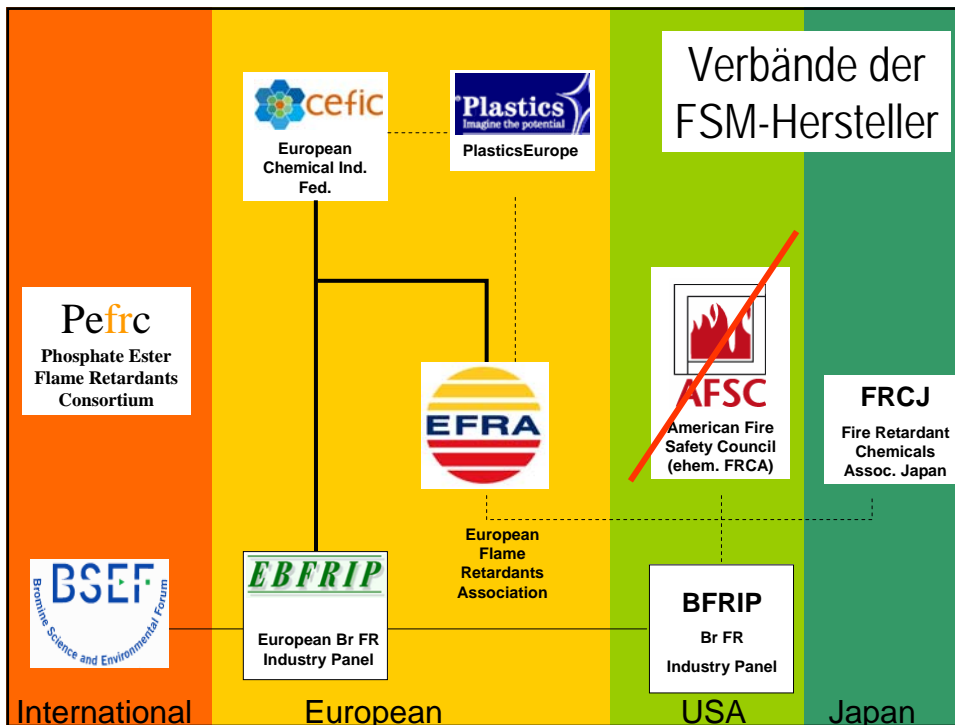 Verbände der
FSM-Hersteller
cefic
European
Chemical Ind.
Fed.
Plastics
Imagine the potential
PlasticsEurope
Pefrc
Phosphate Ester
Flame Retardants
Consortium
EFRA
European
Flame
Retardants
Association
AFSC
American Fire
Safety Council
(ehem. FRCA)
FRCJ
Fire Retardant
Chemicals
Assoc. Japan
BSEF
Bromine Science and Environmental Forum
EBFRIP
European Br FR
Industry Panel
BFRIP
Br FR
Industry Panel
International
European
USA
Japan